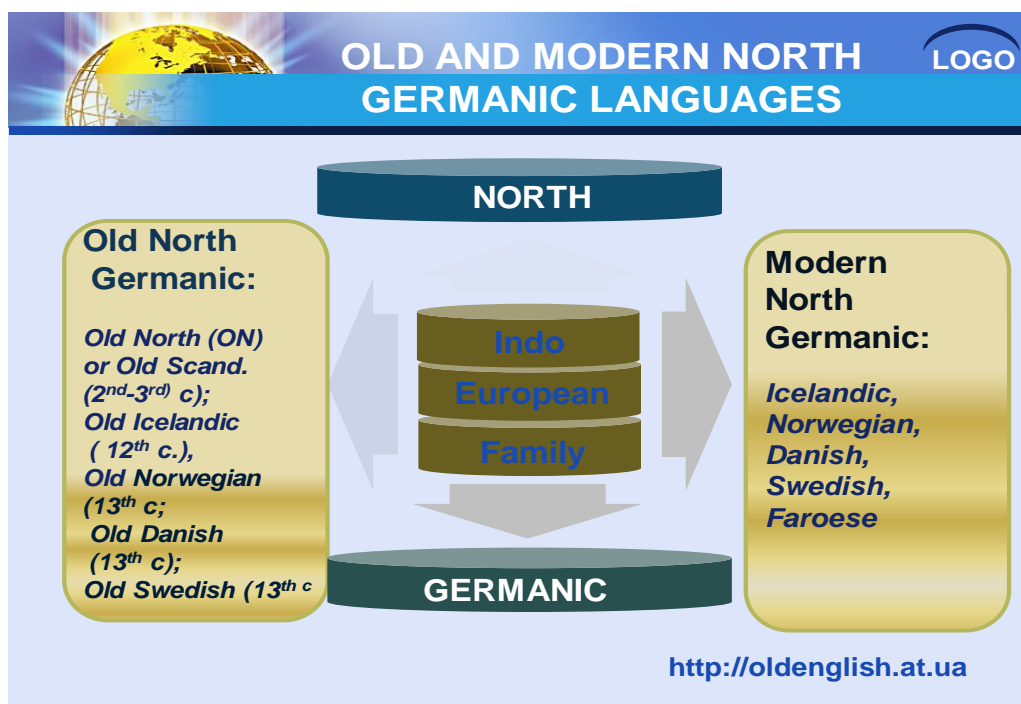 OLD AND MODERN NORTH
GERMANIC LANGUAGES
LOGO
NORTH
Old North
Germanic:
Old North (ON)
or Old Scand.
(2nd-3rd) c);
Old Icelandic
( 12th c.),
Old Norwegian
(13th c;
Old Danish
(13th c);
Old Swedish (13th c
Indo
European
Family
GERMANIC
Modern
North
Germanic:
Icelandic,
Norwegian,
Danish,
Swedish,
Faroese
http://oldenglish.at.ua